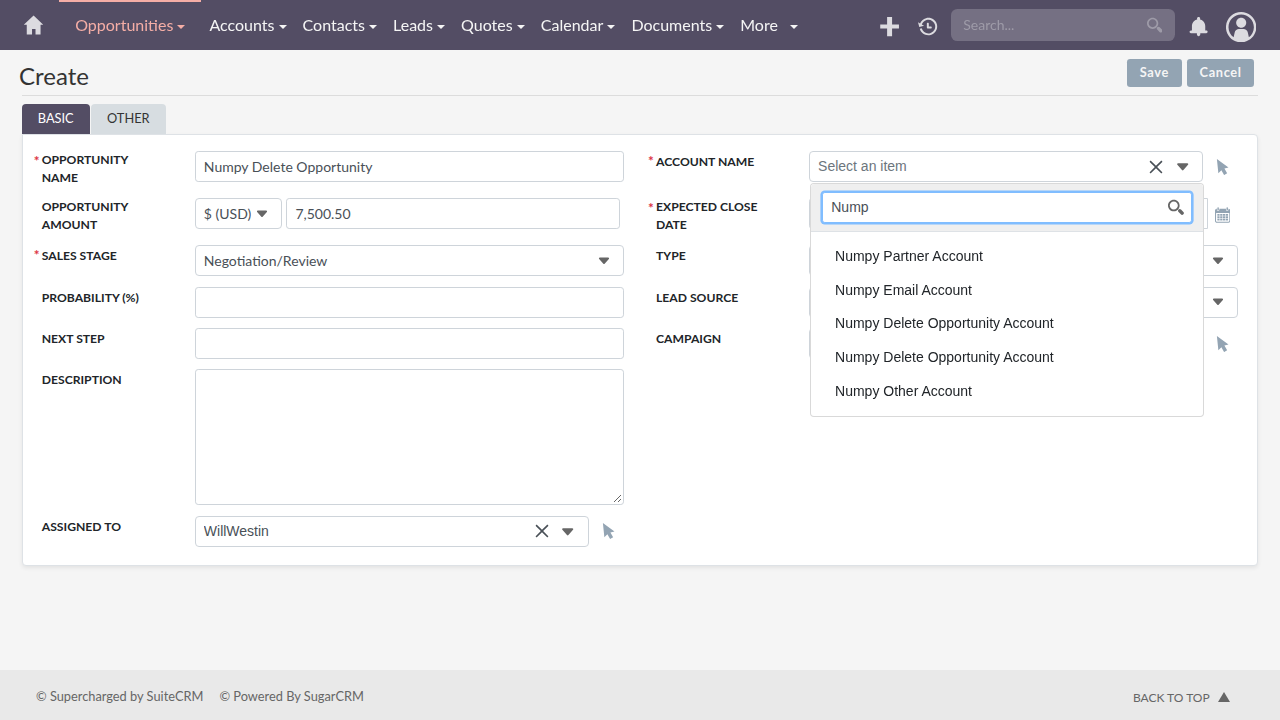 Opportunities Accounts Contacts Leads Quotes Calendar Documents More Search...
Create
Save Cancel
BASIC OTHER
* OPPORTUNITY NAME
Numpy Delete Opportunity
* ACCOUNT NAME
Select an item
Nump
Numpy Partner Account
Numpy Email Account
Numpy Delete Opportunity Account
Numpy Delete Opportunity Account
Numpy Other Account
OPPORTUNITY AMOUNT
$ (USD) 7,500.50
* EXPECTED CLOSE DATE
* SALES STAGE
Negotiation/Review
TYPE
PROBABILITY (%)
LEAD SOURCE
NEXT STEP
CAMPAIGN
DESCRIPTION
ASSIGNED TO
WillWestin
© Supercharged by SuiteCRM © Powered By SugarCRM
BACK TO TOP